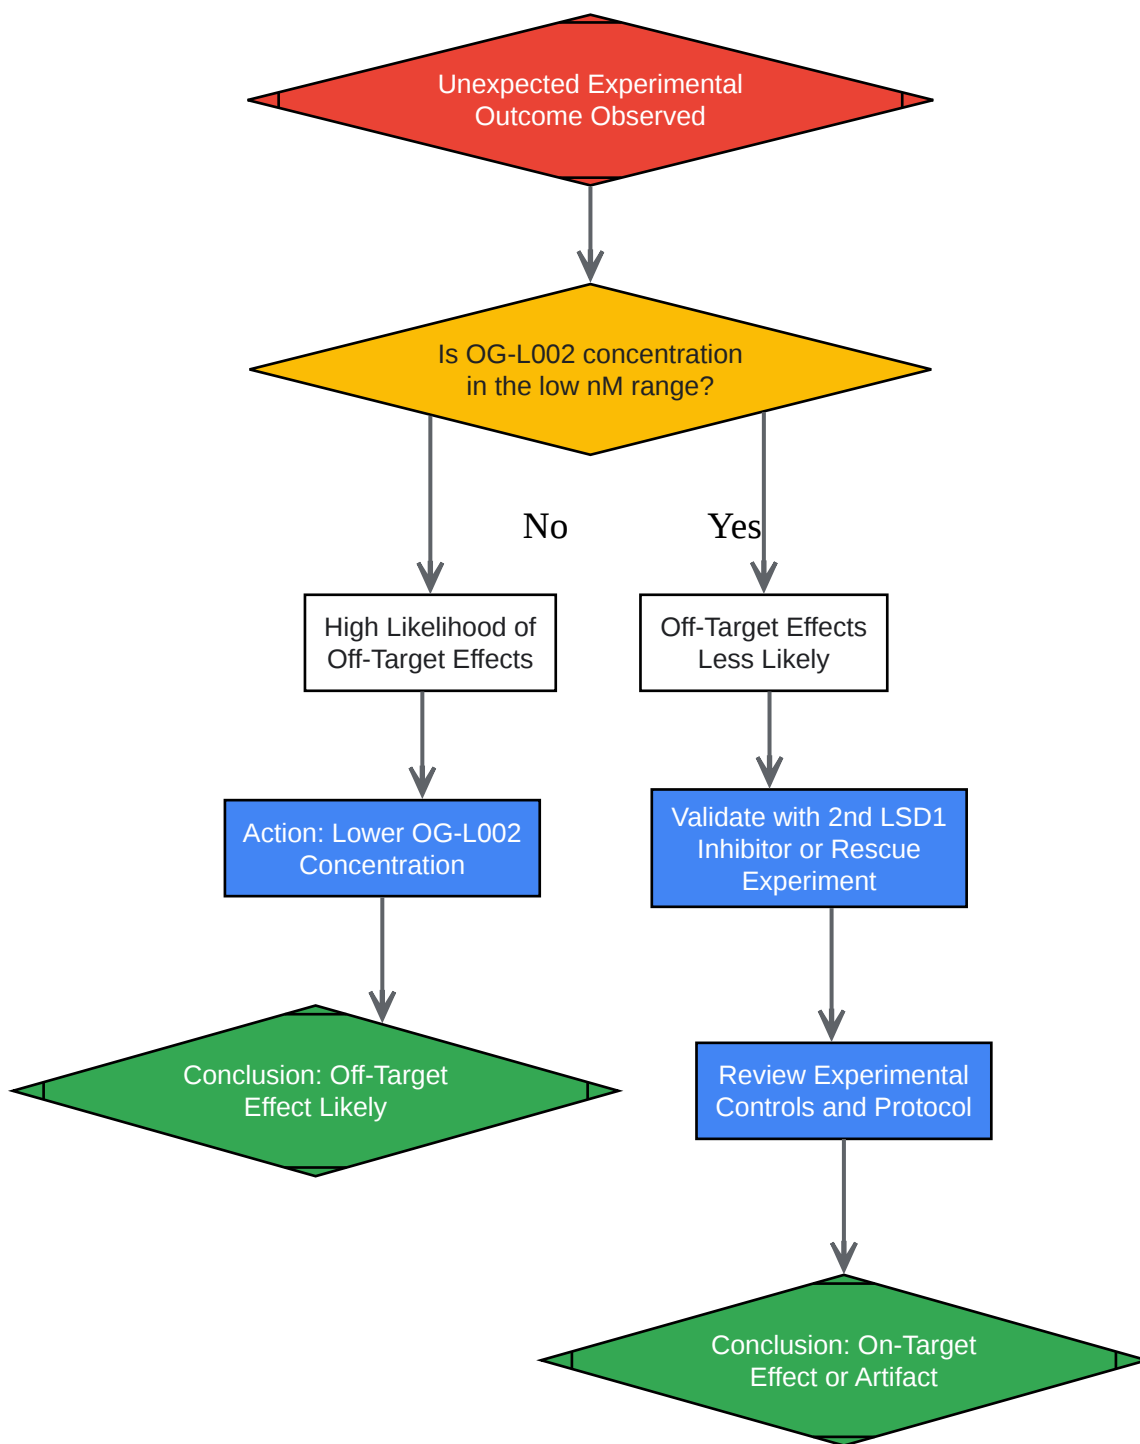 Unexpected Experimental
Outcome Observed
Is OG-L002 concentration
in the low nM range?
No
Yes
High Likelihood of
Off-Target Effects
Off-Target Effects
Less Likely
Action: Lower OG-L002
Concentration
Validate with 2nd LSD1
Inhibitor or Rescue
Experiment
Conclusion: Off-Target
Effect Likely
Review Experimental
Controls and Protocol
Conclusion: On-Target
Effect or Artifact